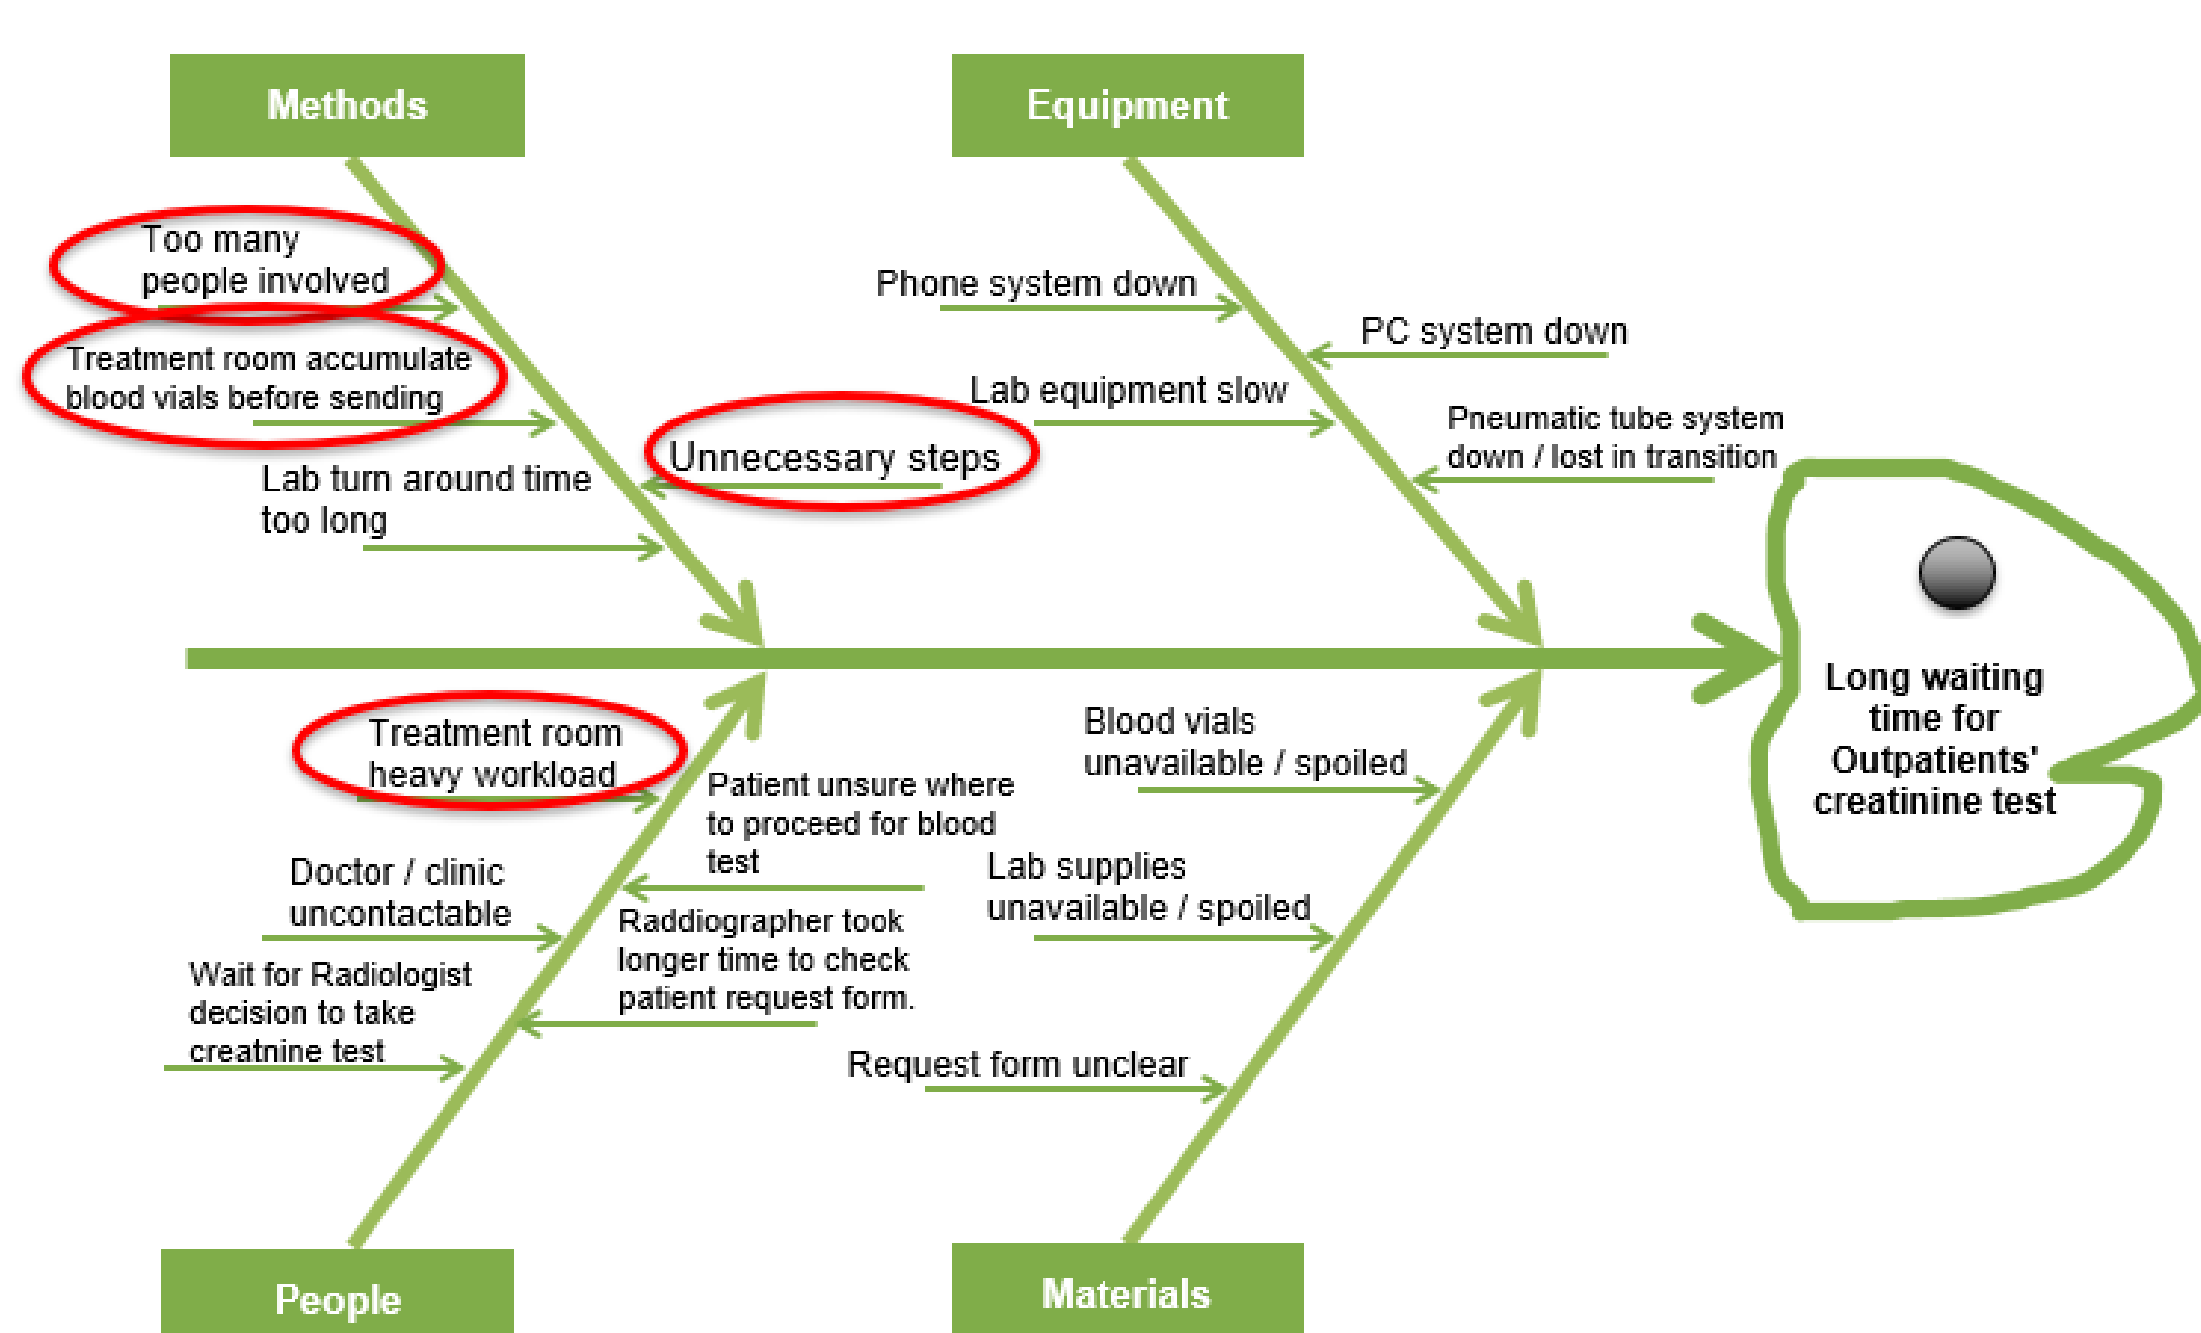 Methods
Equipment
Too many
people involved
Phone system down
PC system down
Treatment room accumulate
blood vials before sending
Lab equipment slow
Pneumatic tube system
down / lost in transition
Unnecessary steps
Lab turn around time
too long
Long waiting
time for
Outpatients'
creatinine test
Treatment room
heavy workload
Patient unsure where
to proceed for blood
test
Blood vials
unavailable / spoiled
Doctor / clinic
uncontactable
Raddiographer took
longer time to check
patient request form.
Lab supplies
unavailable / spoiled
Wait for Radiologist
decision to take
creatnine test
Request form unclear
People
Materials